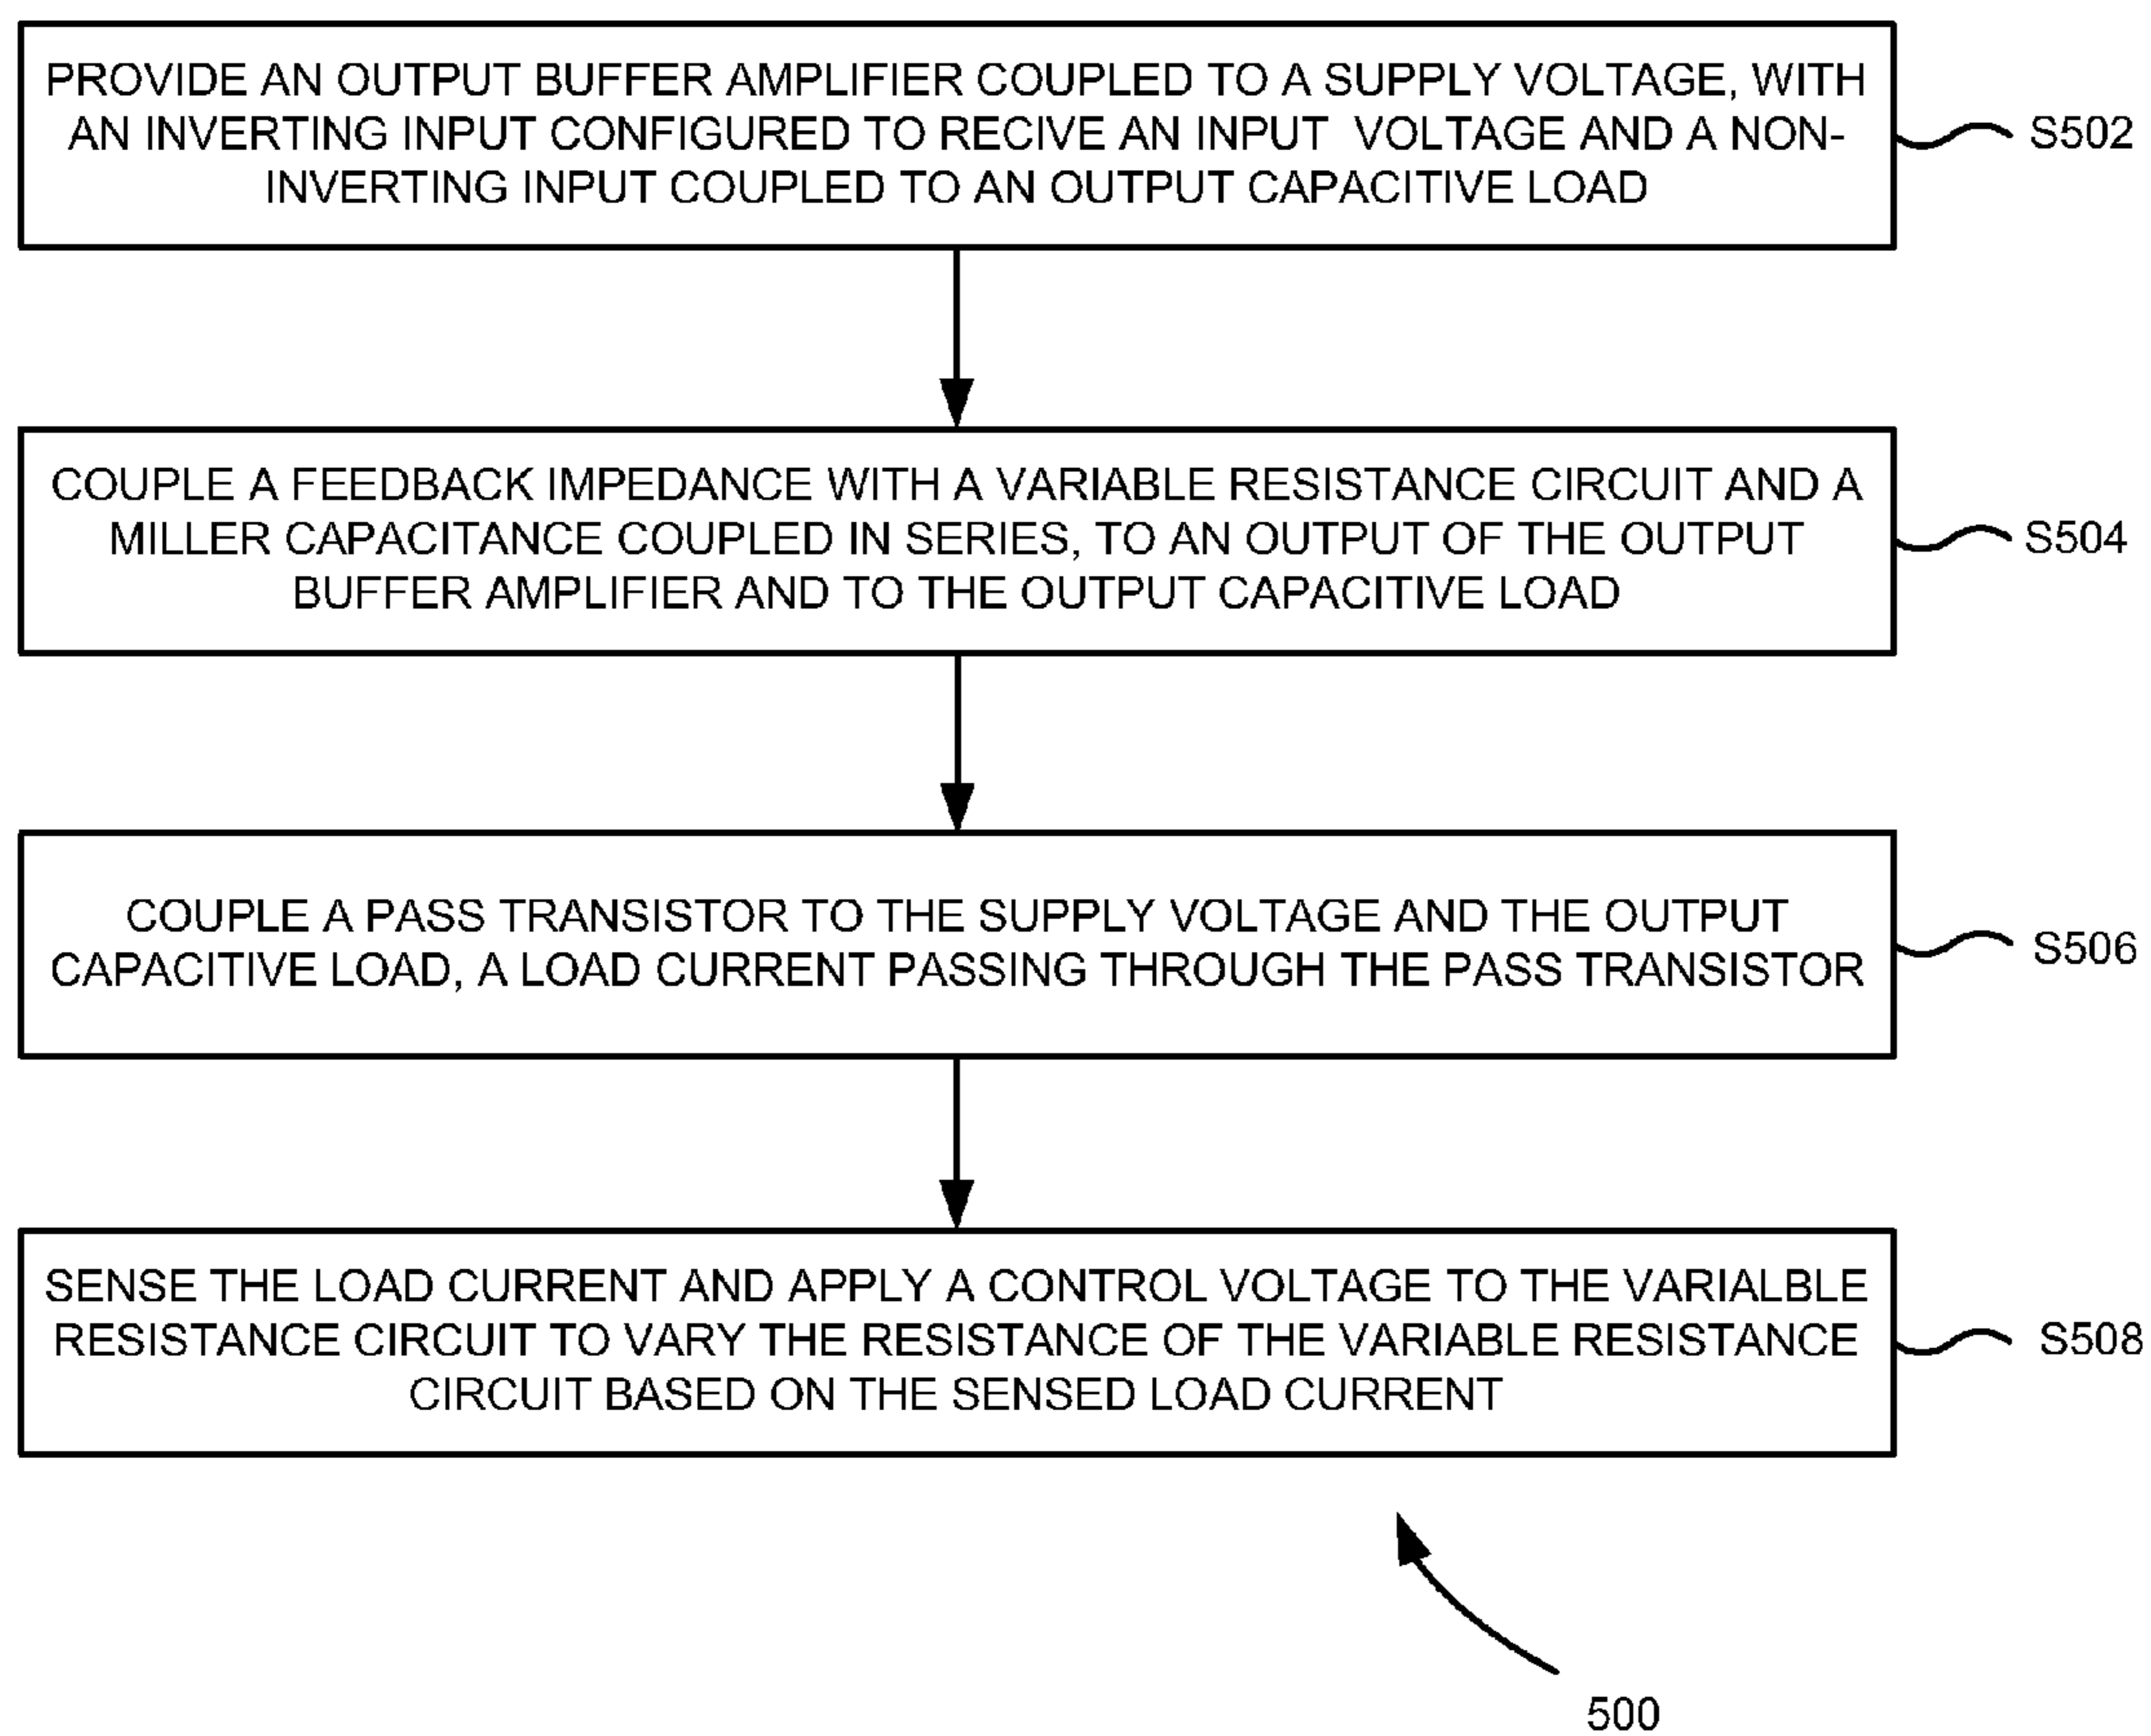 PROVIDE AN OUTPUT BUFFER AMPLIFIER COUPLED TO A SUPPLY VOLTAGE, WITH
AN INVERTING INPUT CONFIGURED TO RECIVE AN INPUT VOLTAGE AND A NON-
INVERTING INPUT COUPLED TO AN OUTPUT CAPACITIVE LOAD
S502
COUPLE A FEEDBACK IMPEDANCE WITH A VARIABLE RESISTANCE CIRCUIT AND A
MILLER CAPACITANCE COUPLED IN SERIES, TO AN OUTPUT OF THE OUTPUT
BUFFER AMPLIFIER AND TO THE OUTPUT CAPACITIVE LOAD
S504
COUPLE A PASS TRANSISTOR TO THE SUPPLY VOLTAGE AND THE OUTPUT
CAPACITIVE LOAD, A LOAD CURRENT PASSING THROUGH THE PASS TRANSISTOR
S506
SENSE THE LOAD CURRENT AND APPLY A CONTROL VOLTAGE TO THE VARIALBLE
RESISTANCE CIRCUIT TO VARY THE RESISTANCE OF THE VARIABLE RESISTANCE
CIRCUIT BASED ON THE SENSED LOAD CURRENT
S508
500